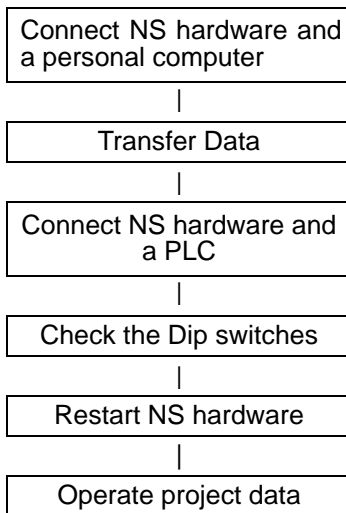 Connect NS hardware and
a personal computer
Transfer Data
Connect NS hardware and
a PLC
Check the Dip switches
Restart NS hardware
Operate project data